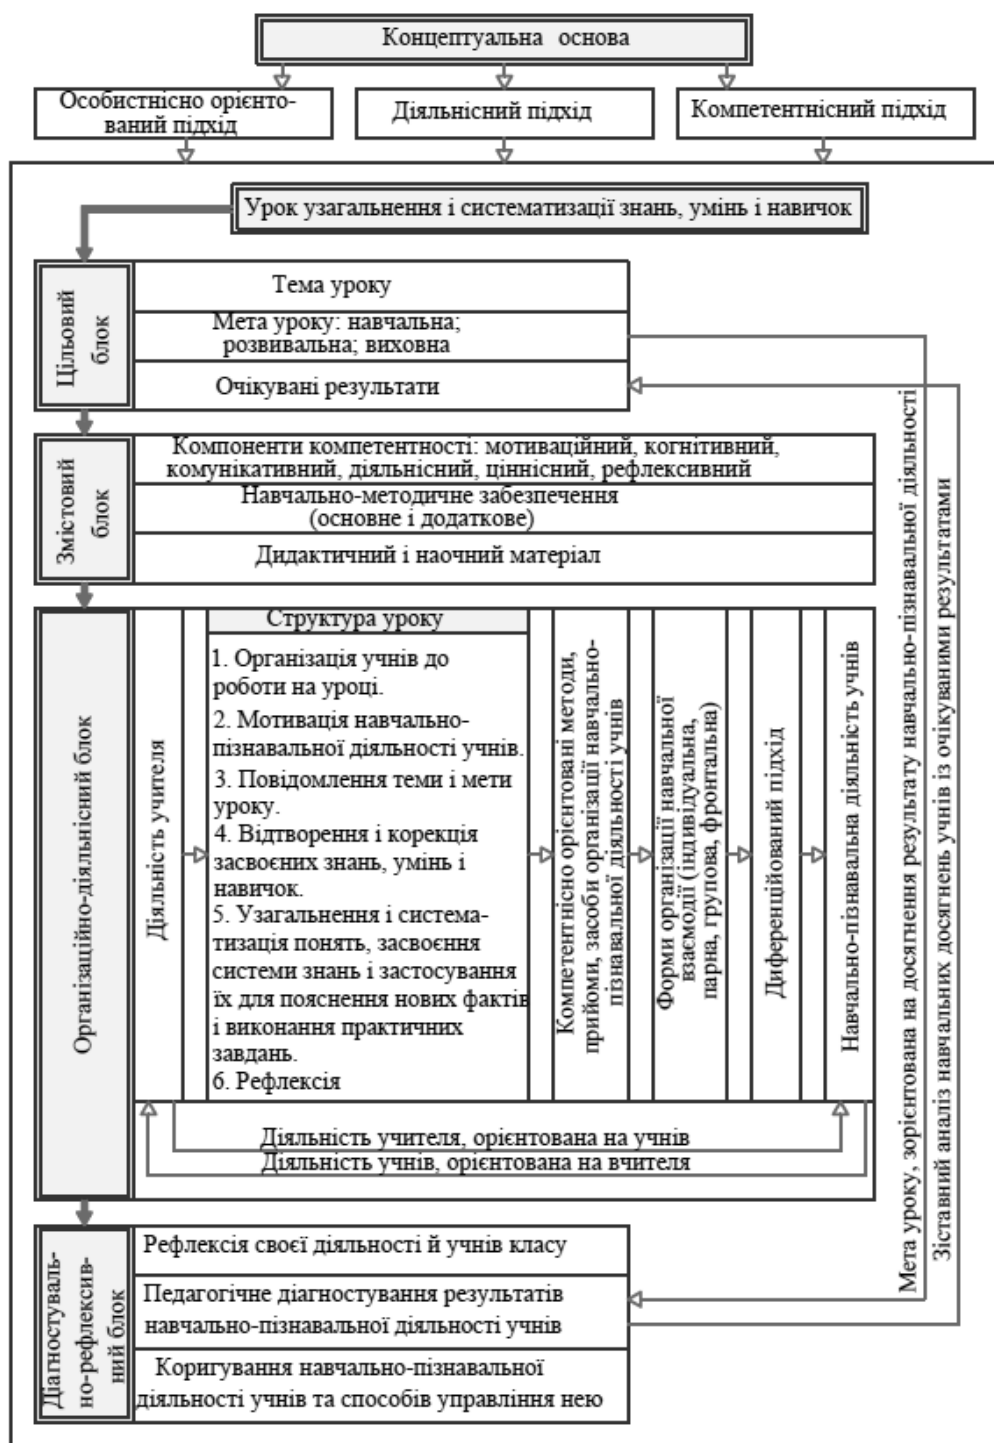 Концептуальна основа
Особистнісно орієнто-
ваний підхід
Діяльнісний підхід
Компетентнісний підхід
Урок узагальнення і систематизації знань, умінь і навичок
Цільовий
блок
Тема уроку
Мета уроку: навчальна;
розвивальна; виховна
Очікувані результати
Змістовий
блок
Компоненти компетентності: мотиваційний, когнітивний,
комунікативний, діяльнісний, ціннісний, рефлексивний
Навчально-методичне забезпечення
(основне і додаткове)
Дидактичний і наочний матеріал
Організаційно-діяльнісний блок
Діяльність учителя
Структура уроку
1. Організація учнів до
роботи на уроці.
2. Мотивація навчально-
пізнавальної діяльності учнів.
3. Повідомлення теми і мети
уроку.
4. Відтворення і корекція
засвоєних знань, умінь і
навичок.
5. Узагальнення і система-
тизація понять, засвоєння
системи знань і застосування
їх для пояснення нових фактів
і виконання практичних
завдань.
6. Рефлексія
Компетентнісно орієнтовані методи,
прийоми, засоби організації навчально-
пізнавальної діяльності учнів
Форми організації навчальної
взаємодії (індивідуальна,
парна, групова, фронтальна)
Диференційований підхід
Навчально-пізнавальна діяльність учнів
Діяльність учителя, орієнтована на учнів
Діяльність учнів, орієнтована на вчителя
Діагностуваль-
но-рефлексив-
ний блок
Рефлексія своєї діяльності й учнів класу
Педагогічне діагностування результатів
навчально-пізнавальної діяльності учнів
Коригування навчально-пізнавальної
діяльності учнів та способів управління нею
Мета уроку, зорієнтована на досягнення результату навчально-пізнавальної діяльності
Зіставний аналіз навчальних досягнень учнів із очікуваними результатами